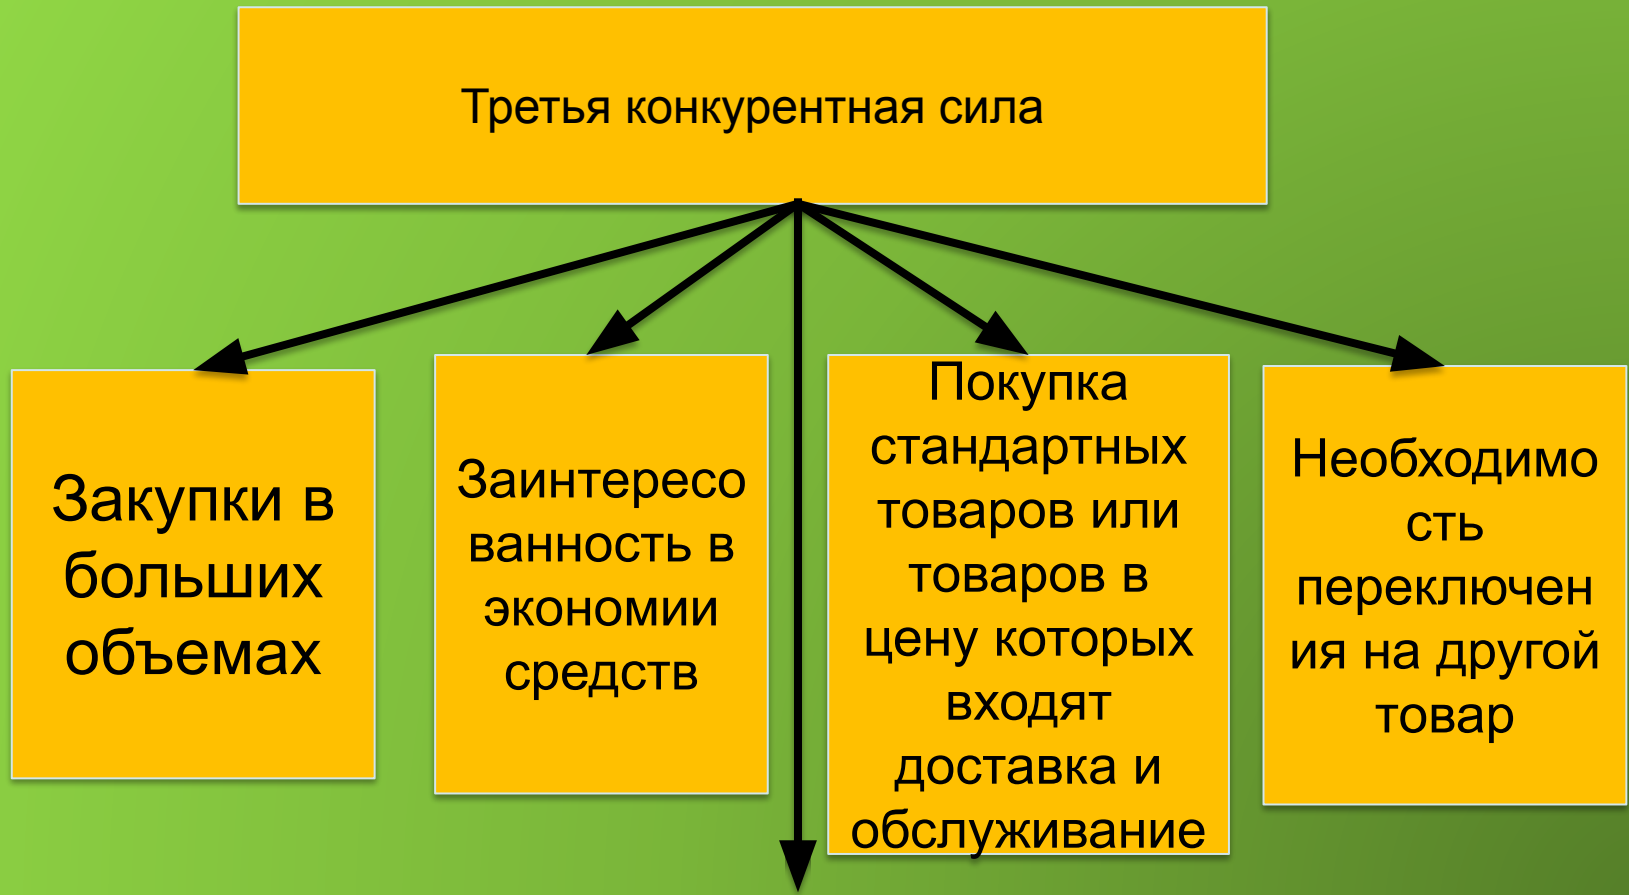 Третья конкурентная сила
Закупки в
больших
объемах
Заинтересо
ванность в
экономии
средств
Покупка
стандартных
товаров или
товаров в
цену которых
входят
доставка и
обслуживание
Необходимо
сть
переключен
ия на другой
товар